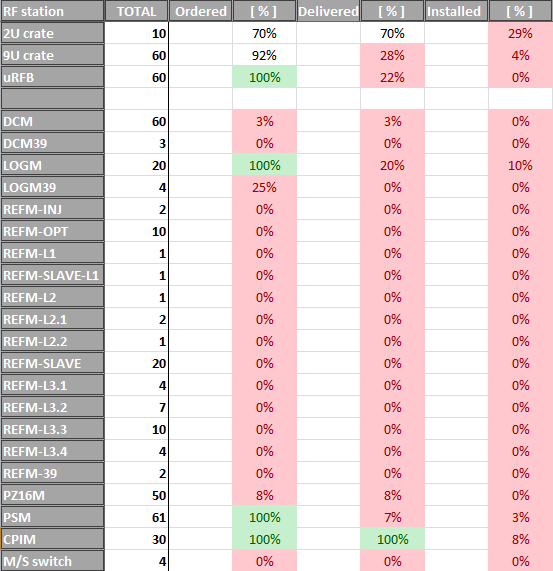 RF station TOTAL Ordered [ % ] Delivered [ % ] Installed [ % ]
2U crate 10 70% 70% 29%
9U crate 60 92% 28% 4%
uRFB 60 100% 22% 0%
DCM 60 3% 3% 0%
DCM39 3 0% 0% 0%
LOGM 20 100% 20% 10%
LOGM39 4 25% 0% 0%
REFM-INJ 2 0% 0% 0%
REFM-OPT 10 0% 0% 0%
REFM-L1 1 0% 0% 0%
REFM-SLAVE-L1 1 0% 0% 0%
REFM-L2 1 0% 0% 0%
REFM-L2.1 2 0% 0% 0%
REFM-L2.2 1 0% 0% 0%
REFM-SLAVE 20 0% 0% 0%
REFM-L3.1 4 0% 0% 0%
REFM-L3.2 7 0% 0% 0%
REFM-L3.3 10 0% 0% 0%
REFM-L3.4 4 0% 0% 0%
REFM-39 2 0% 0% 0%
PZ16M 50 8% 8% 0%
PSM 61 100% 7% 3%
CPIM 30 100% 100% 8%
M/S switch 4 0% 0% 0%